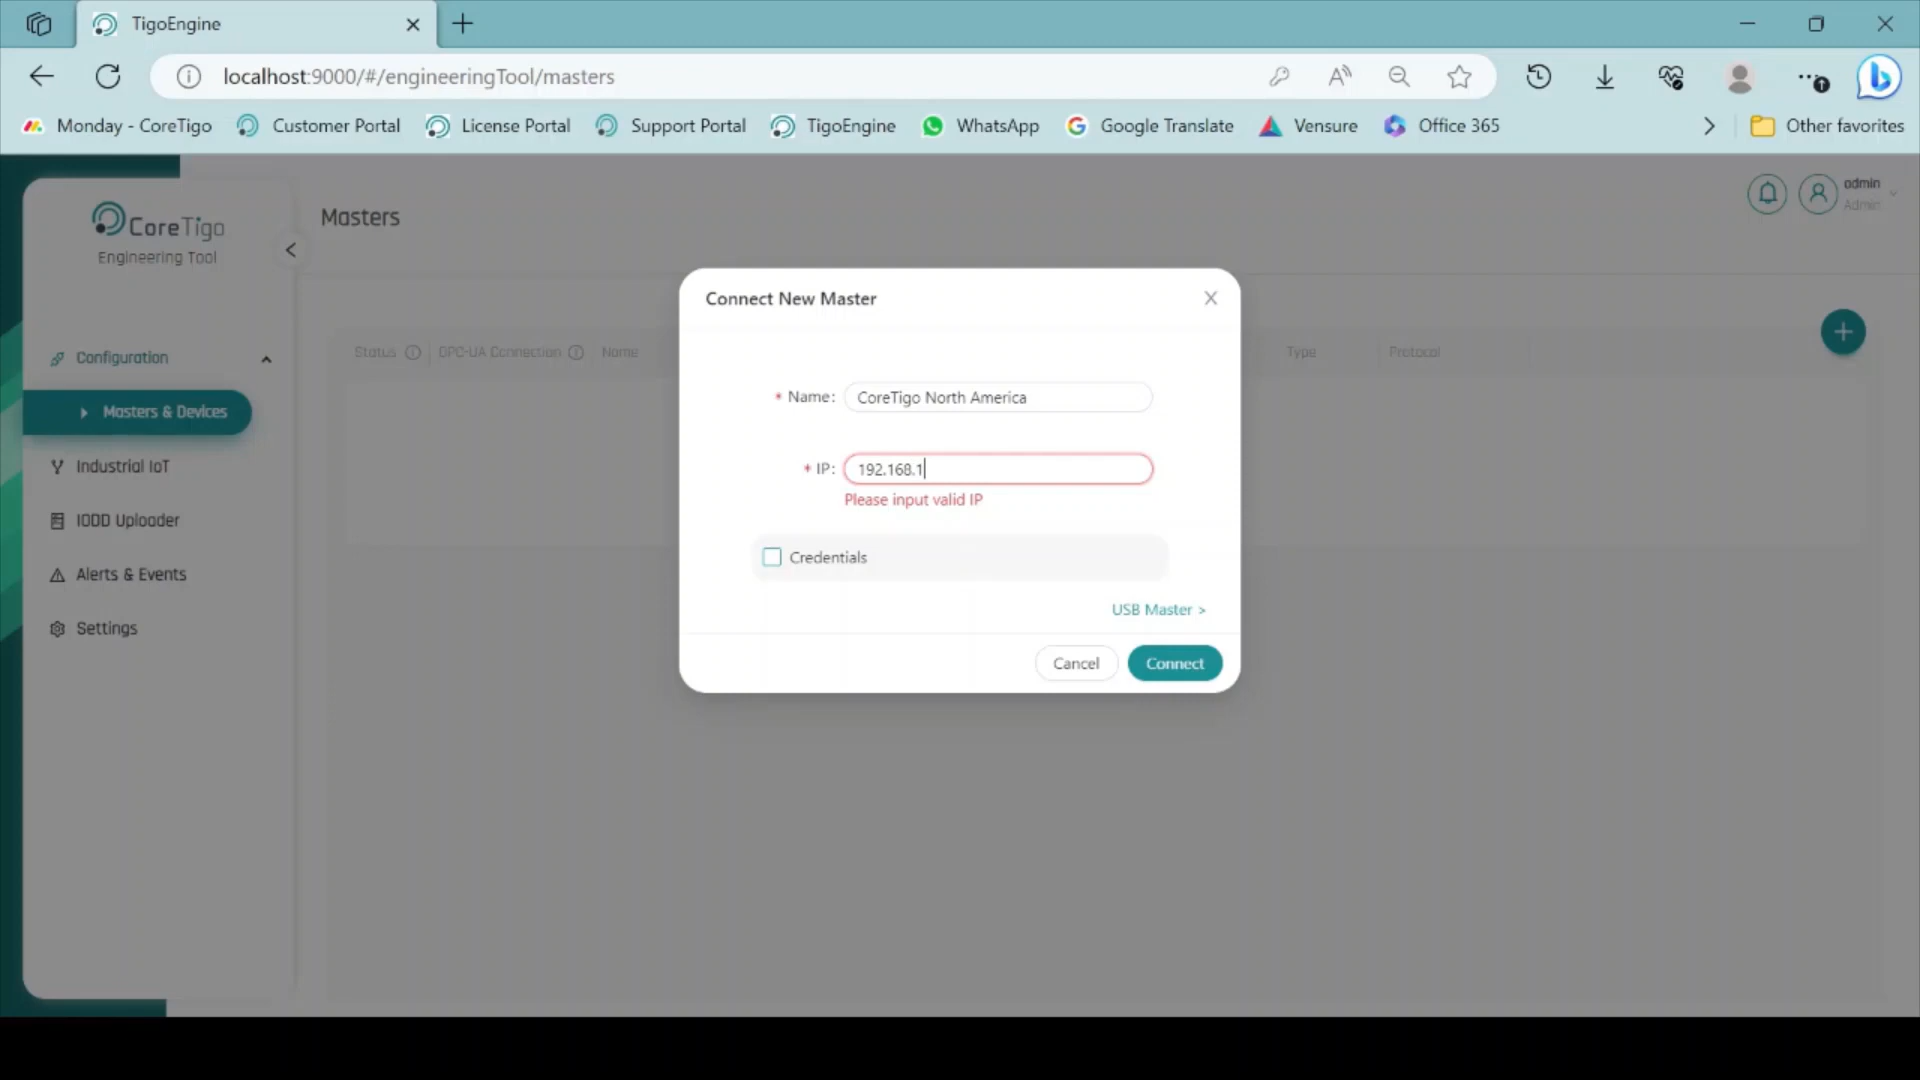 TigoEngine
localhost:9000/#/engineeringTool/masters
Monday - CoreTigo
Customer Portal
License Portal
Support Portal
TigoEngine
WhatsApp
Google Translate
Vensure
Office 365
Other favorites
CoreTigo
Engineering Tool
Masters
admin
Admin
Configuration
Masters & Devices
Industrial IoT
IODD Uploader
Alerts & Events
Settings
Status
OPC-UA Connection
Name
Type
Protocol
Connect New Master
* Name:
CoreTigo North America
* IP:
192.168.1
Please input valid IP
Credentials
USB Master >
Cancel
Connect